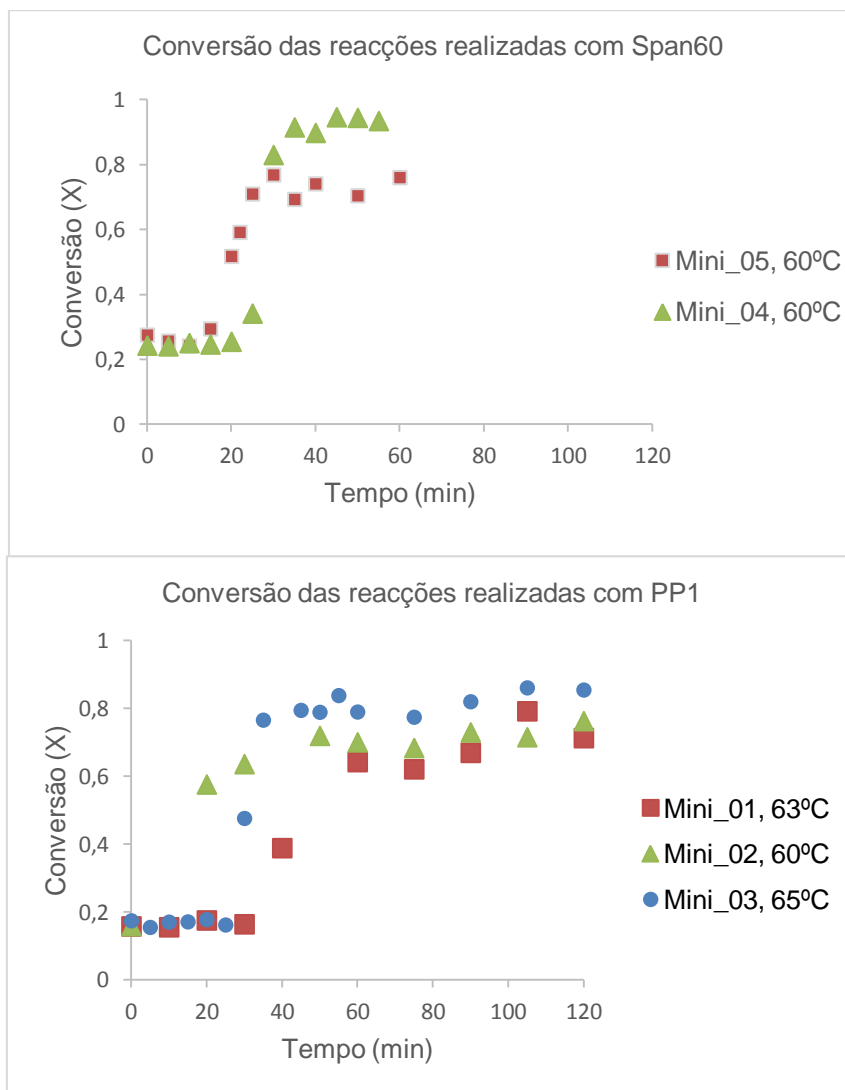 Conversão das reacções realizadas com Span60
1
0,8
0,6
0,4
0,2
0
Conversão (X)
0 20 40 60 80 100 120
Tempo (min)
Mini_05, 60ºC
Mini_04, 60ºC
Conversão das reacções realizadas com PP1
1
0,8
0,6
0,4
0,2
0
Conversão (X)
0 20 40 60 80 100 120
Tempo (min)
Mini_01, 63ºC
Mini_02, 60ºC
Mini_03, 65ºC